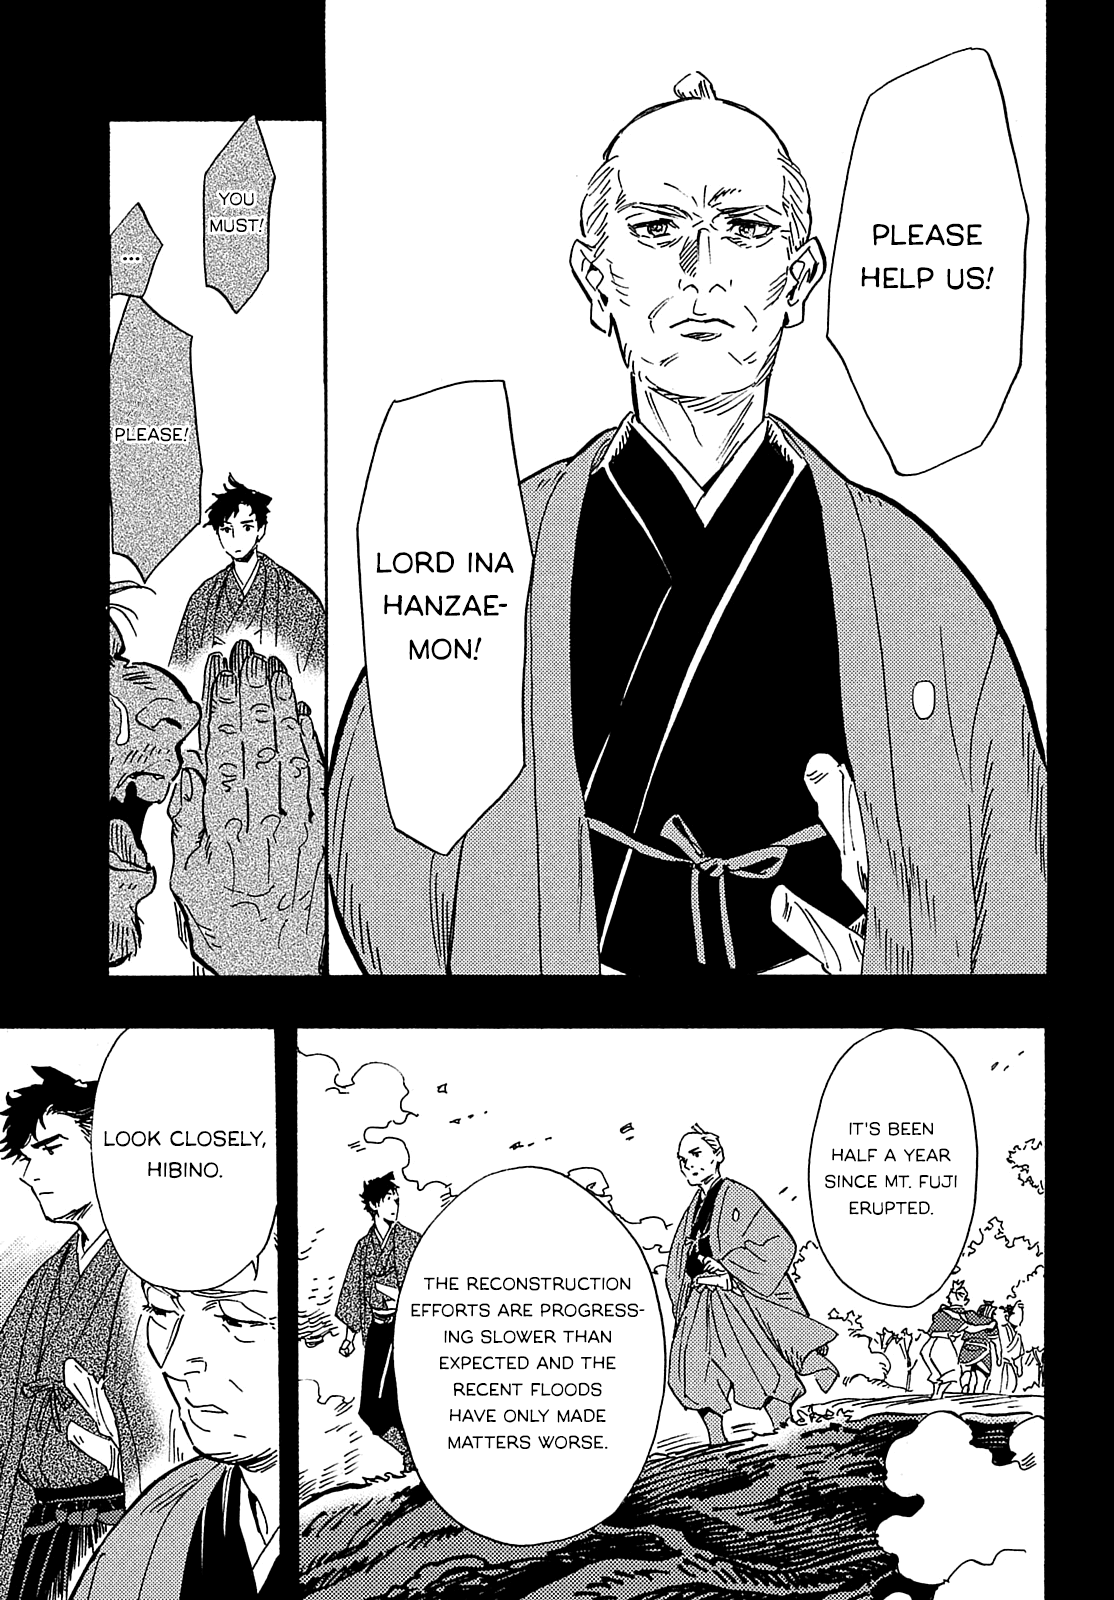 PLEASE
HELP US!
LORD INA
HANZAE-
MON!
YOU
MUST!
...
PLEASE!
IT'S BEEN
HALF A YEAR
SINCE MT. FUJI
ERUPTED.
THE RECONSTRUCTION
EFFORTS ARE PROGRESS-
ING SLOWER THAN
EXPECTED AND THE
RECENT FLOODS
HAVE ONLY MADE
MATTERS WORSE.
LOOK CLOSELY,
HIBINO.